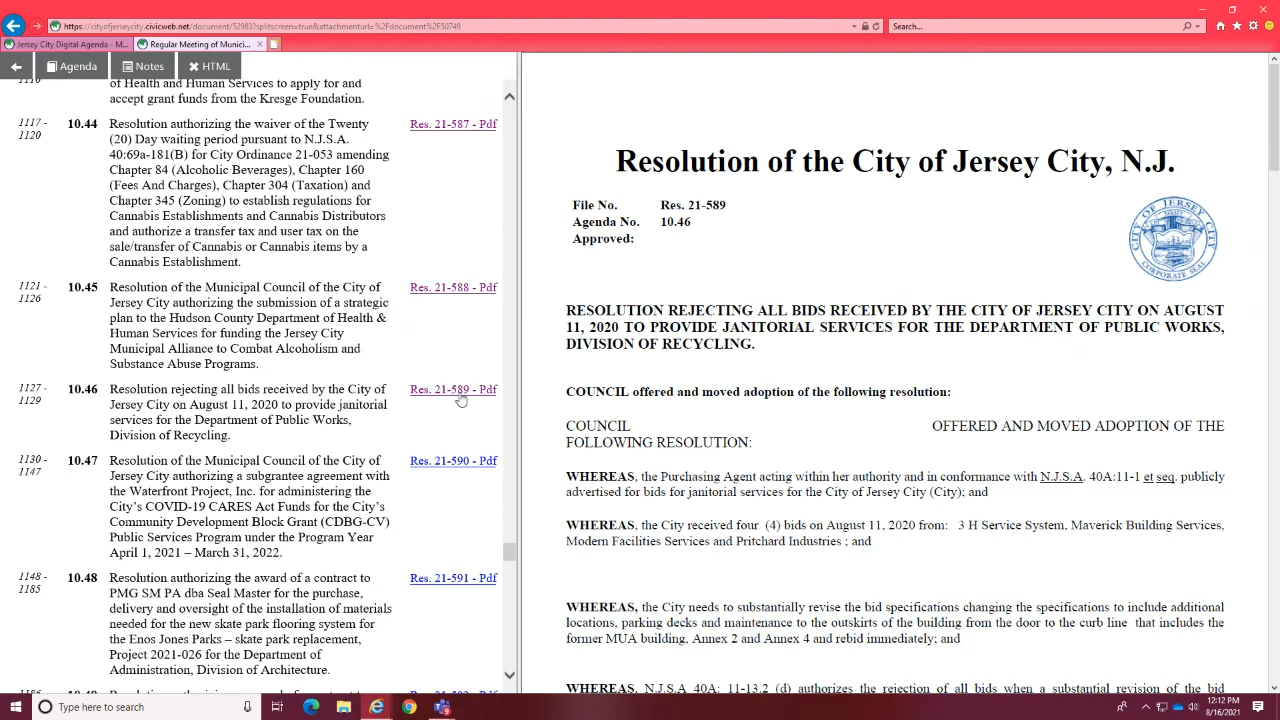 https://cityofjerseycity.civicweb.net/document/52983?splitscreen=true&attachmenturl=%2Fdocument%2F50749
Search...
Jersey City Digital Agenda - M...
Regular Meeting of Munici...
Agenda
Notes
HTML
of Health and Human Services to apply for and
accept grant funds from the Kresge Foundation.
1117 -
1120
10.44
Resolution authorizing the waiver of the Twenty
(20) Day waiting period pursuant to N.J.S.A.
40:69a-181(B) for City Ordinance 21-053 amending
Chapter 84 (Alcoholic Beverages), Chapter 160
(Fees And Charges), Chapter 304 (Taxation) and
Chapter 345 (Zoning) to establish regulations for
Cannabis Establishments and Cannabis Distributors
and authorize a transfer tax and user tax on the
sale/transfer of Cannabis or Cannabis items by a
Cannabis Establishment.
Res. 21-587 - Pdf
1121 -
1126
10.45
Resolution of the Municipal Council of the City of
Jersey City authorizing the submission of a strategic
plan to the Hudson County Department of Health &
Human Services for funding the Jersey City
Municipal Alliance to Combat Alcoholism and
Substance Abuse Programs.
Res. 21-588 - Pdf
1127 -
1129
10.46
Resolution rejecting all bids received by the City of
Jersey City on August 11, 2020 to provide janitorial
services for the Department of Public Works,
Division of Recycling.
Res. 21-589 - Pdf
1130 -
1147
10.47
Resolution of the Municipal Council of the City of
Jersey City authorizing a subgrantee agreement with
the Waterfront Project, Inc. for administering the
City's COVID-19 CARES Act Funds for the City's
Community Development Block Grant (CDBG-CV)
Public Services Program under the Program Year
April 1, 2021 – March 31, 2022.
Res. 21-590 - Pdf
1148 -
1185
10.48
Resolution authorizing the award of a contract to
PMG SM PA dba Seal Master for the purchase,
delivery and oversight of the installation of materials
needed for the new skate park flooring system for
the Enos Jones Parks – skate park replacement,
Project 2021-026 for the Department of
Administration, Division of Architecture.
Res. 21-591 - Pdf
Resolution of the City of Jersey City, N.J.
File No. Res. 21-589
Agenda No. 10.46
Approved:
CITY OF JERSEY CITY
CORPORATE SEAL
RESOLUTION REJECTING ALL BIDS RECEIVED BY THE CITY OF JERSEY CITY ON AUGUST
11, 2020 TO PROVIDE JANITORIAL SERVICES FOR THE DEPARTMENT OF PUBLIC WORKS,
DIVISION OF RECYCLING.
COUNCIL offered and moved adoption of the following resolution:
COUNCIL OFFERED AND MOVED ADOPTION OF THE
FOLLOWING RESOLUTION:
WHEREAS, the Purchasing Agent acting within her authority and in conformance with N.J.S.A. 40A:11-1 et seq. publicly
advertised for bids for janitorial services for the City of Jersey City (City); and
WHEREAS, the City received four (4) bids on August 11, 2020 from: 3 H Service System, Maverick Building Services,
Modern Facilities Services and Pritchard Industries ; and
WHEREAS, the City needs to substantially revise the bid specifications changing the specifications to include additional
locations, parking decks and maintenance to the outskirts of the building from the door to the curb line that includes the
former MUA building, Annex 2 and Annex 4 and rebid immediately; and
WHEREAS, N.J.S.A 40A: 11-13.2 (d) authorizes the rejection of all bids when a substantial revision of the bid
Type here to search
12:12 PM
8/16/2021